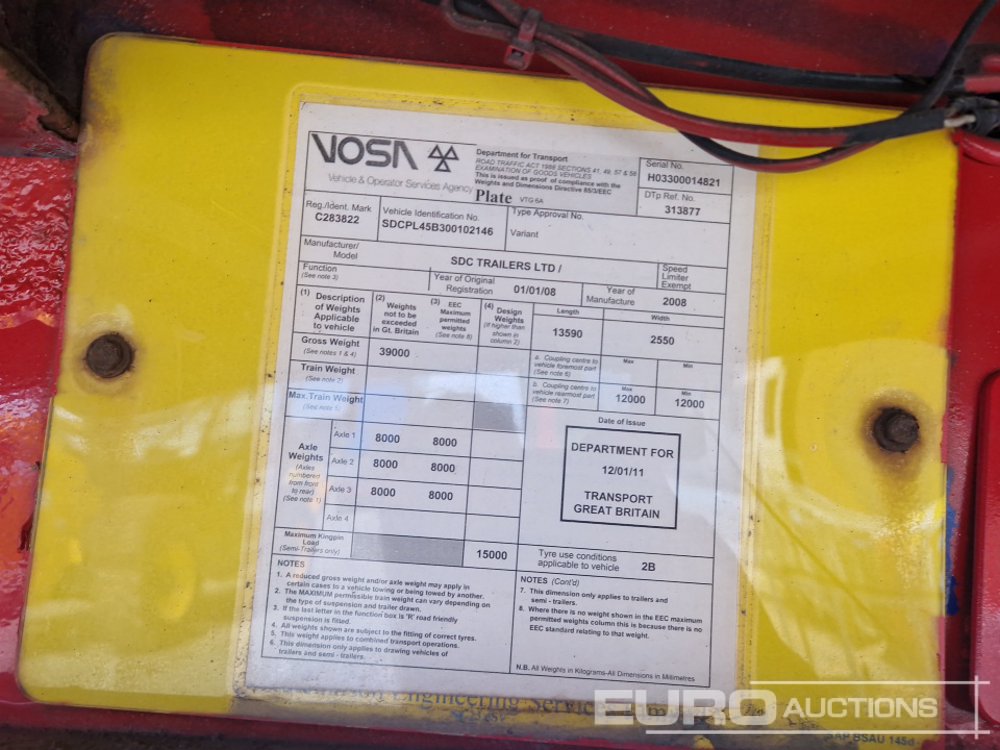 VOSA
Vehicle & Operator Services Agency
Department for Transport
ROAD TRAFFIC ACT 1988 SECTIONS 41, 49, 57 & 58
EXAMINATION OF GOODS VEHICLES
This is issued as proof of compliance with the
Weights and Dimensions Directive 85/3/EEC
Plate VTG 6A
Serial No.
H03300014821
DTp Ref. No.
313877
Reg./Ident. Mark
C283822
Vehicle Identification No.
SDCPL45B300102146
Type Approval No.
Variant
Manufacturer/
Model
SDC TRAILERS LTD /
Speed
Limiter
Exempt
Function
(See note 3)
Year of Original
Registration
01/01/08
Year of
Manufacture
2008
(1) Description
of Weights
Applicable
to vehicle
(2)
Weights
not to be
exceeded
in Gt. Britain
(3) EEC
Maximum
permitted
weights
(See note 8)
(4) Design
Weights
(if higher than
shown in
column 2)
Length
13590
Width
2550
Gross Weight
(See notes 1 & 4)
39000
a. Coupling centre to
vehicle foremost part
(See note 6)
Max
Min
Train Weight
(See note 2)
b. Coupling centre to
vehicle rearmost part
(See note 7)
Max
12000
Min
12000
Max. Train Weight
(See note 5)
Date of Issue
DEPARTMENT FOR
12/01/11
TRANSPORT
GREAT BRITAIN
Axle
Weights
(Axles
numbered
from front
to rear)
(See note 1)
Axle 1 8000 8000
Axle 2 8000 8000
Axle 3 8000 8000
Axle 4
Maximum Kingpin
Load
(Semi-Trailers only)
15000
Tyre use conditions
applicable to vehicle 2B
NOTES
1. A reduced gross weight and/or axle weight may apply in
certain cases to a vehicle towing or being towed by another.
2. The MAXIMUM permissible train weight can vary depending on
the type of suspension and trailer drawn.
3. If the last letter in the function box is 'R' road friendly
suspension is fitted.
4. All weights shown are subject to the fitting of correct tyres.
5. This weight applies to combined transport operations.
6. This dimension only applies to drawing vehicles of
trailers and semi - trailers.
NOTES (Cont'd)
7. This dimension only applies to trailers and
semi - trailers.
8. Where there is no weight shown in the EEC maximum
permitted weights column this is because there is no
EEC standard relating to that weight.
N.B. All Weights in Kilograms-All Dimensions in Millimetres
Engineering Services
AP BSAU 145d
EURO AUCTIONS